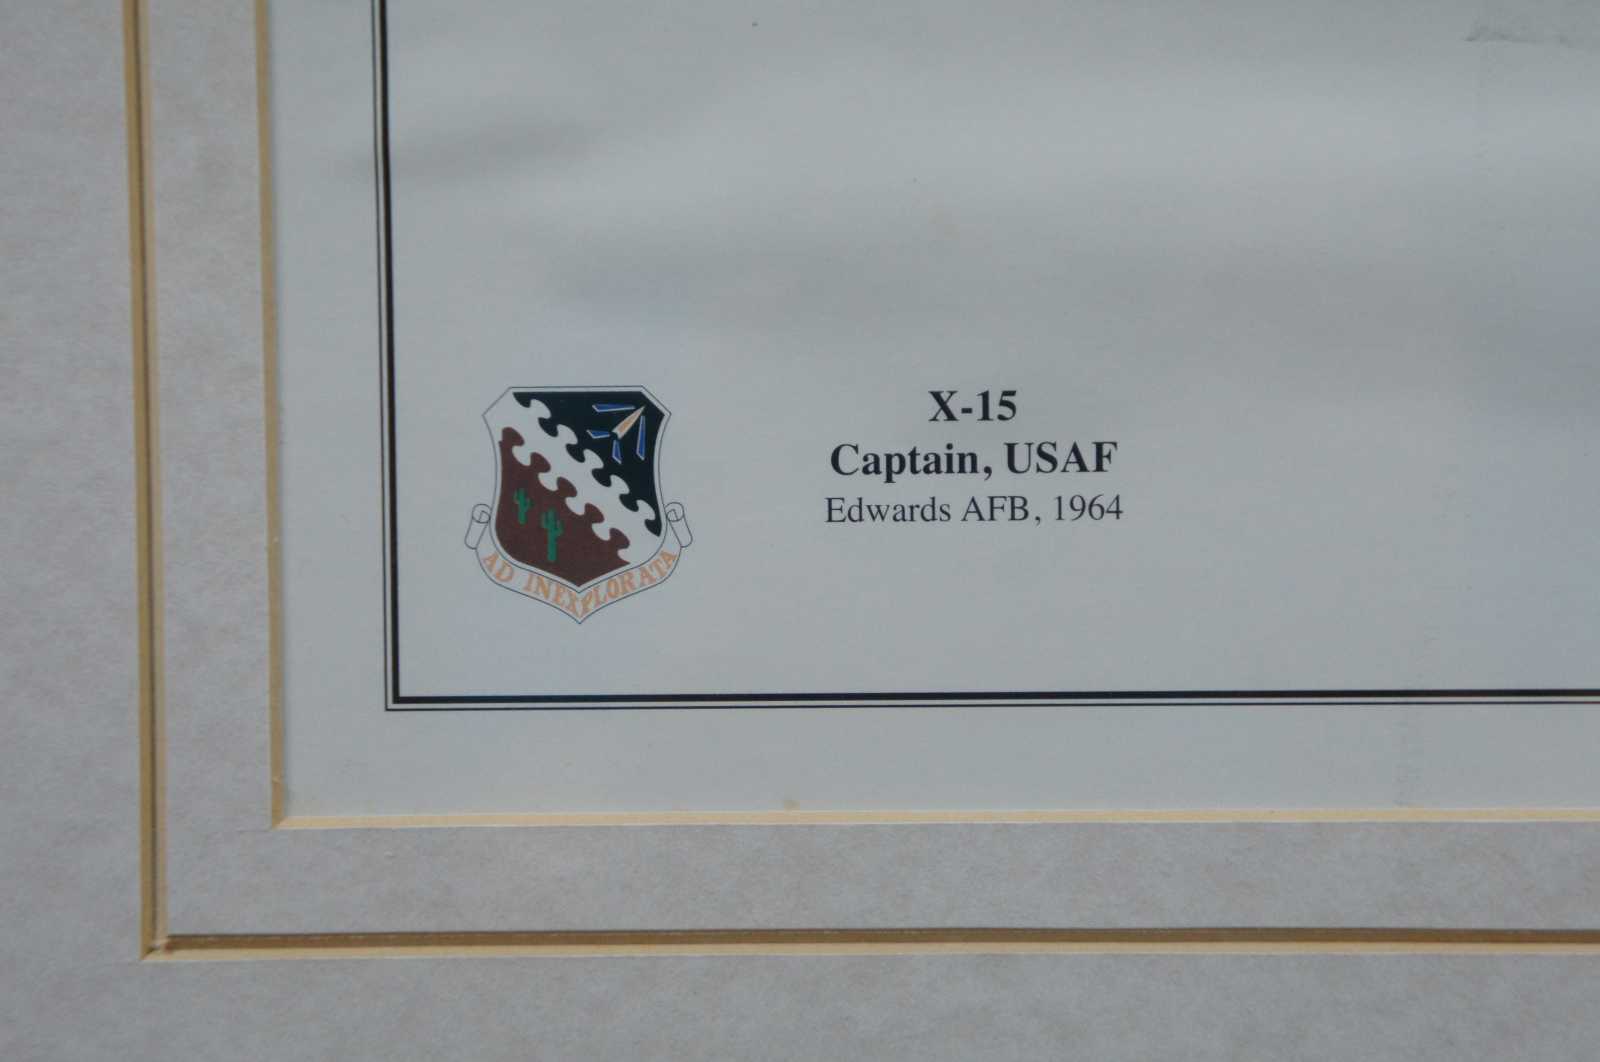 X-15
Captain, USAF
Edwards AFB, 1964
AD INEXPLORATA